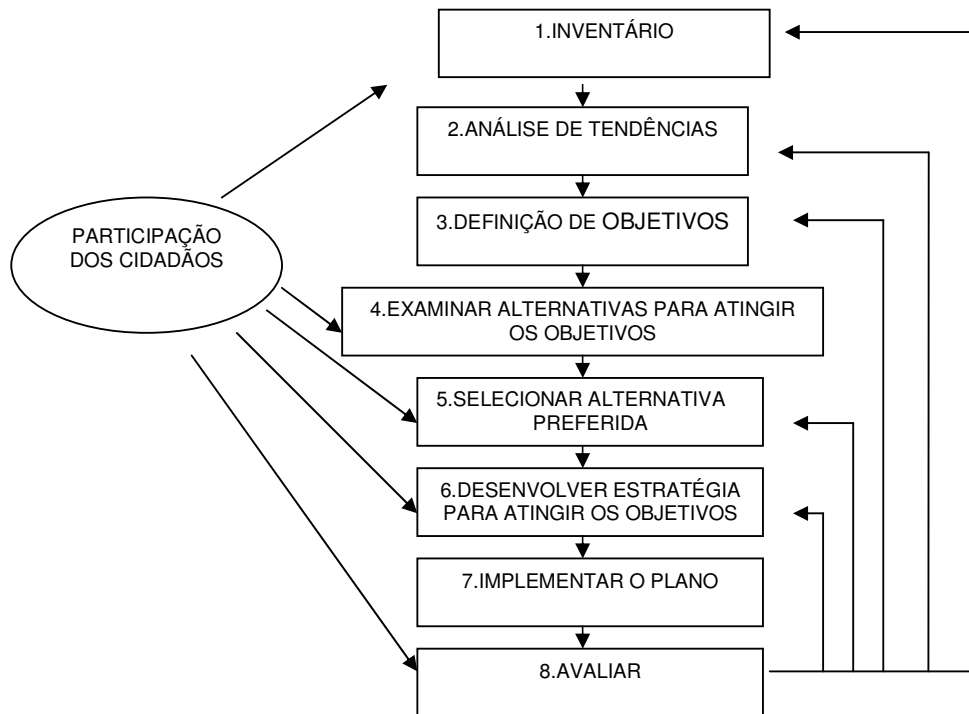 1.INVENTÁRIO
2.ANÁLISE DE TENDÊNCIAS
3.DEFINIÇÃO DE OBJETIVOS
PARTICIPAÇÃO
DOS CIDADÃOS
4.EXAMINAR ALTERNATIVAS PARA ATINGIR
OS OBJETIVOS
5.SELECIONAR ALTERNATIVA
PREFERIDA
6.DESENVOLVER ESTRATÉGIA
PARA ATINGIR OS OBJETIVOS
7.IMPLEMENTAR O PLANO
8.AVALIAR